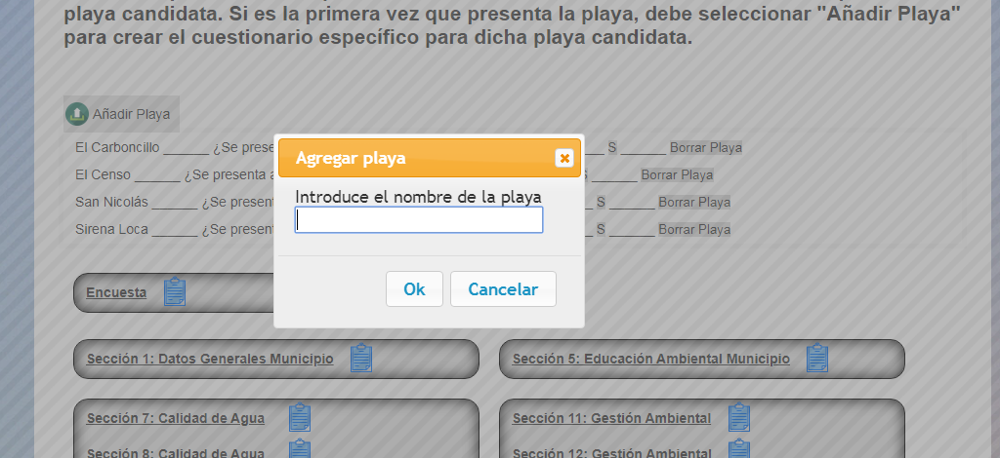 playa candidata. Si es la primera vez que presenta la playa, debe seleccionar "Añadir Playa"
para crear el cuestionario específico para dicha playa candidata.
Añadir Playa
El Carboncillo ______ ¿Se prese
__ S ______ Borrar Playa
El Censo ______ ¿Se presenta a
______ Borrar Playa
San Nicolás ______ ¿Se present
_ S ______ Borrar Playa
Sirena Loca ______ ¿Se present
_ S ______ Borrar Playa
Agregar playa
Introduce el nombre de la playa
Ok Cancelar
Encuesta
Sección 1: Datos Generales Municipio
Sección 5: Educación Ambiental Municipio
Sección 7: Calidad de Agua
Sección 11: Gestión Ambiental
Sección 8: Calidad de Agua
Sección 12: Gestión Ambiental